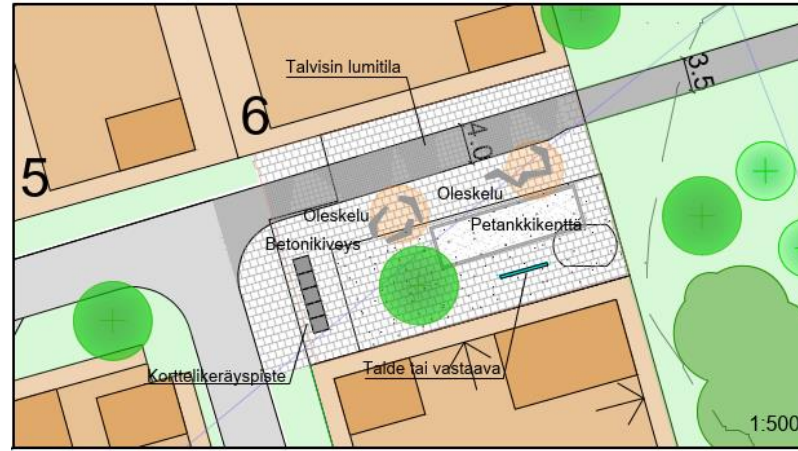 Talvisin lumitila
3.5
6
4.0
5
Oleskelu
Oleskelu
Petankkikenttä
Betonikiveys
Korttelikeräyspiste
Taide tai vastaava
1:500